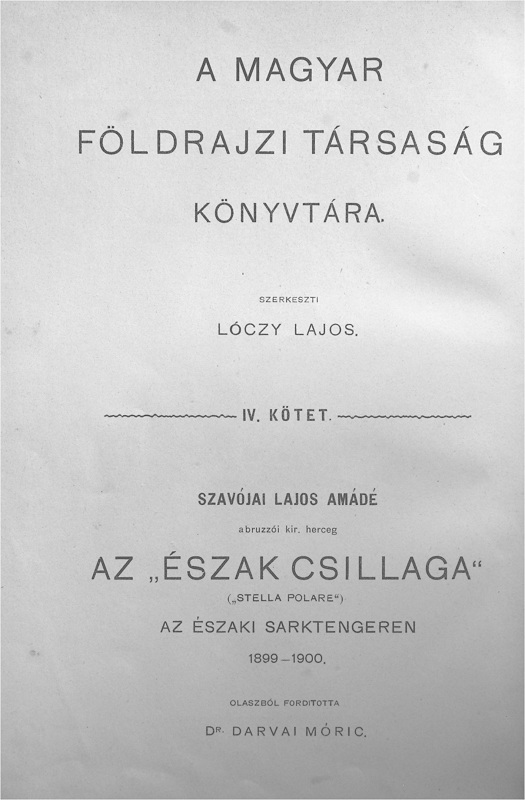 A MAGYAR
FÖLDRAJZI TÁRSASÁG
KÖNYVTÁRA.
SZERKESZTI
LÓCZY LAJOS.
IV. KÖTET.
SZAVÓJAI LAJOS AMÁDÉ
abruzzói kir. herceg
AZ „ÉSZAK CSILLAGA“
(„STELLA POLARE“)
AZ ÉSZAKI SARKTENGEREN
1899–1900.
OLASZBÓL FORDITOTTA
DR. DARVAI MÓRIC.